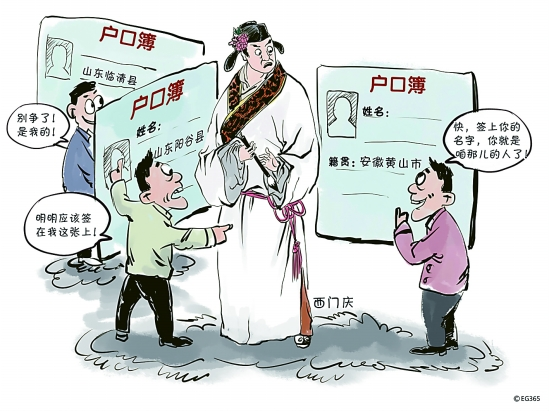 户口簿
山东临清县
户口簿
姓名:
山东阳谷县
户口簿
姓名:
籍贯:安徽黄山市
别争了!
是我的!
明明应该签
在我这张上!
快,签上你的
名字,你就是
咱那儿的人了!
西门庆
©EG365